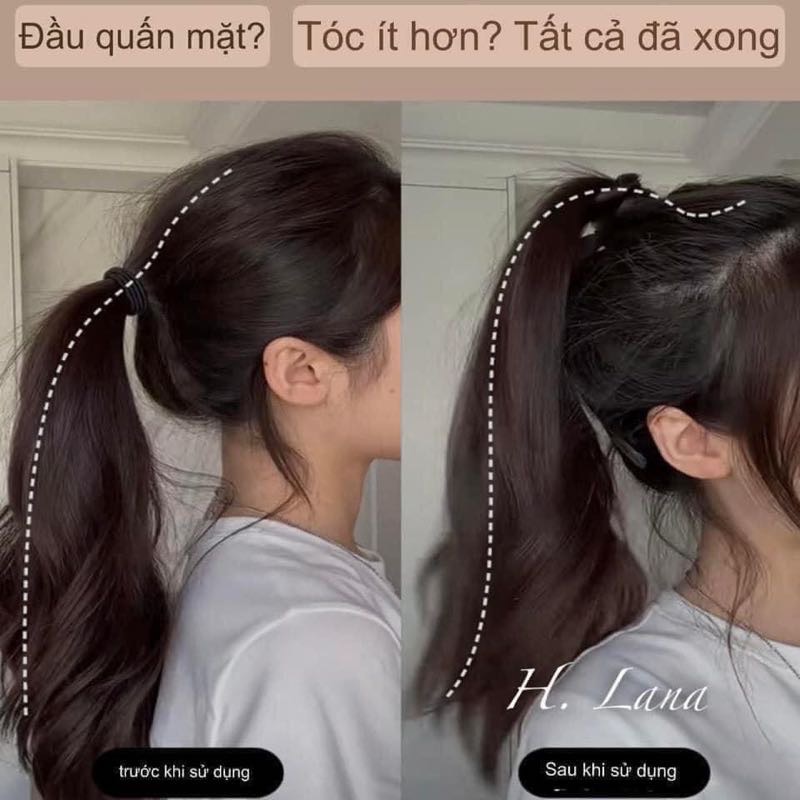 Đầu quấn mặt?
Tóc ít hơn? Tất cả đã xong
H. Lana
trước khi sử dụng
Sau khi sử dụng